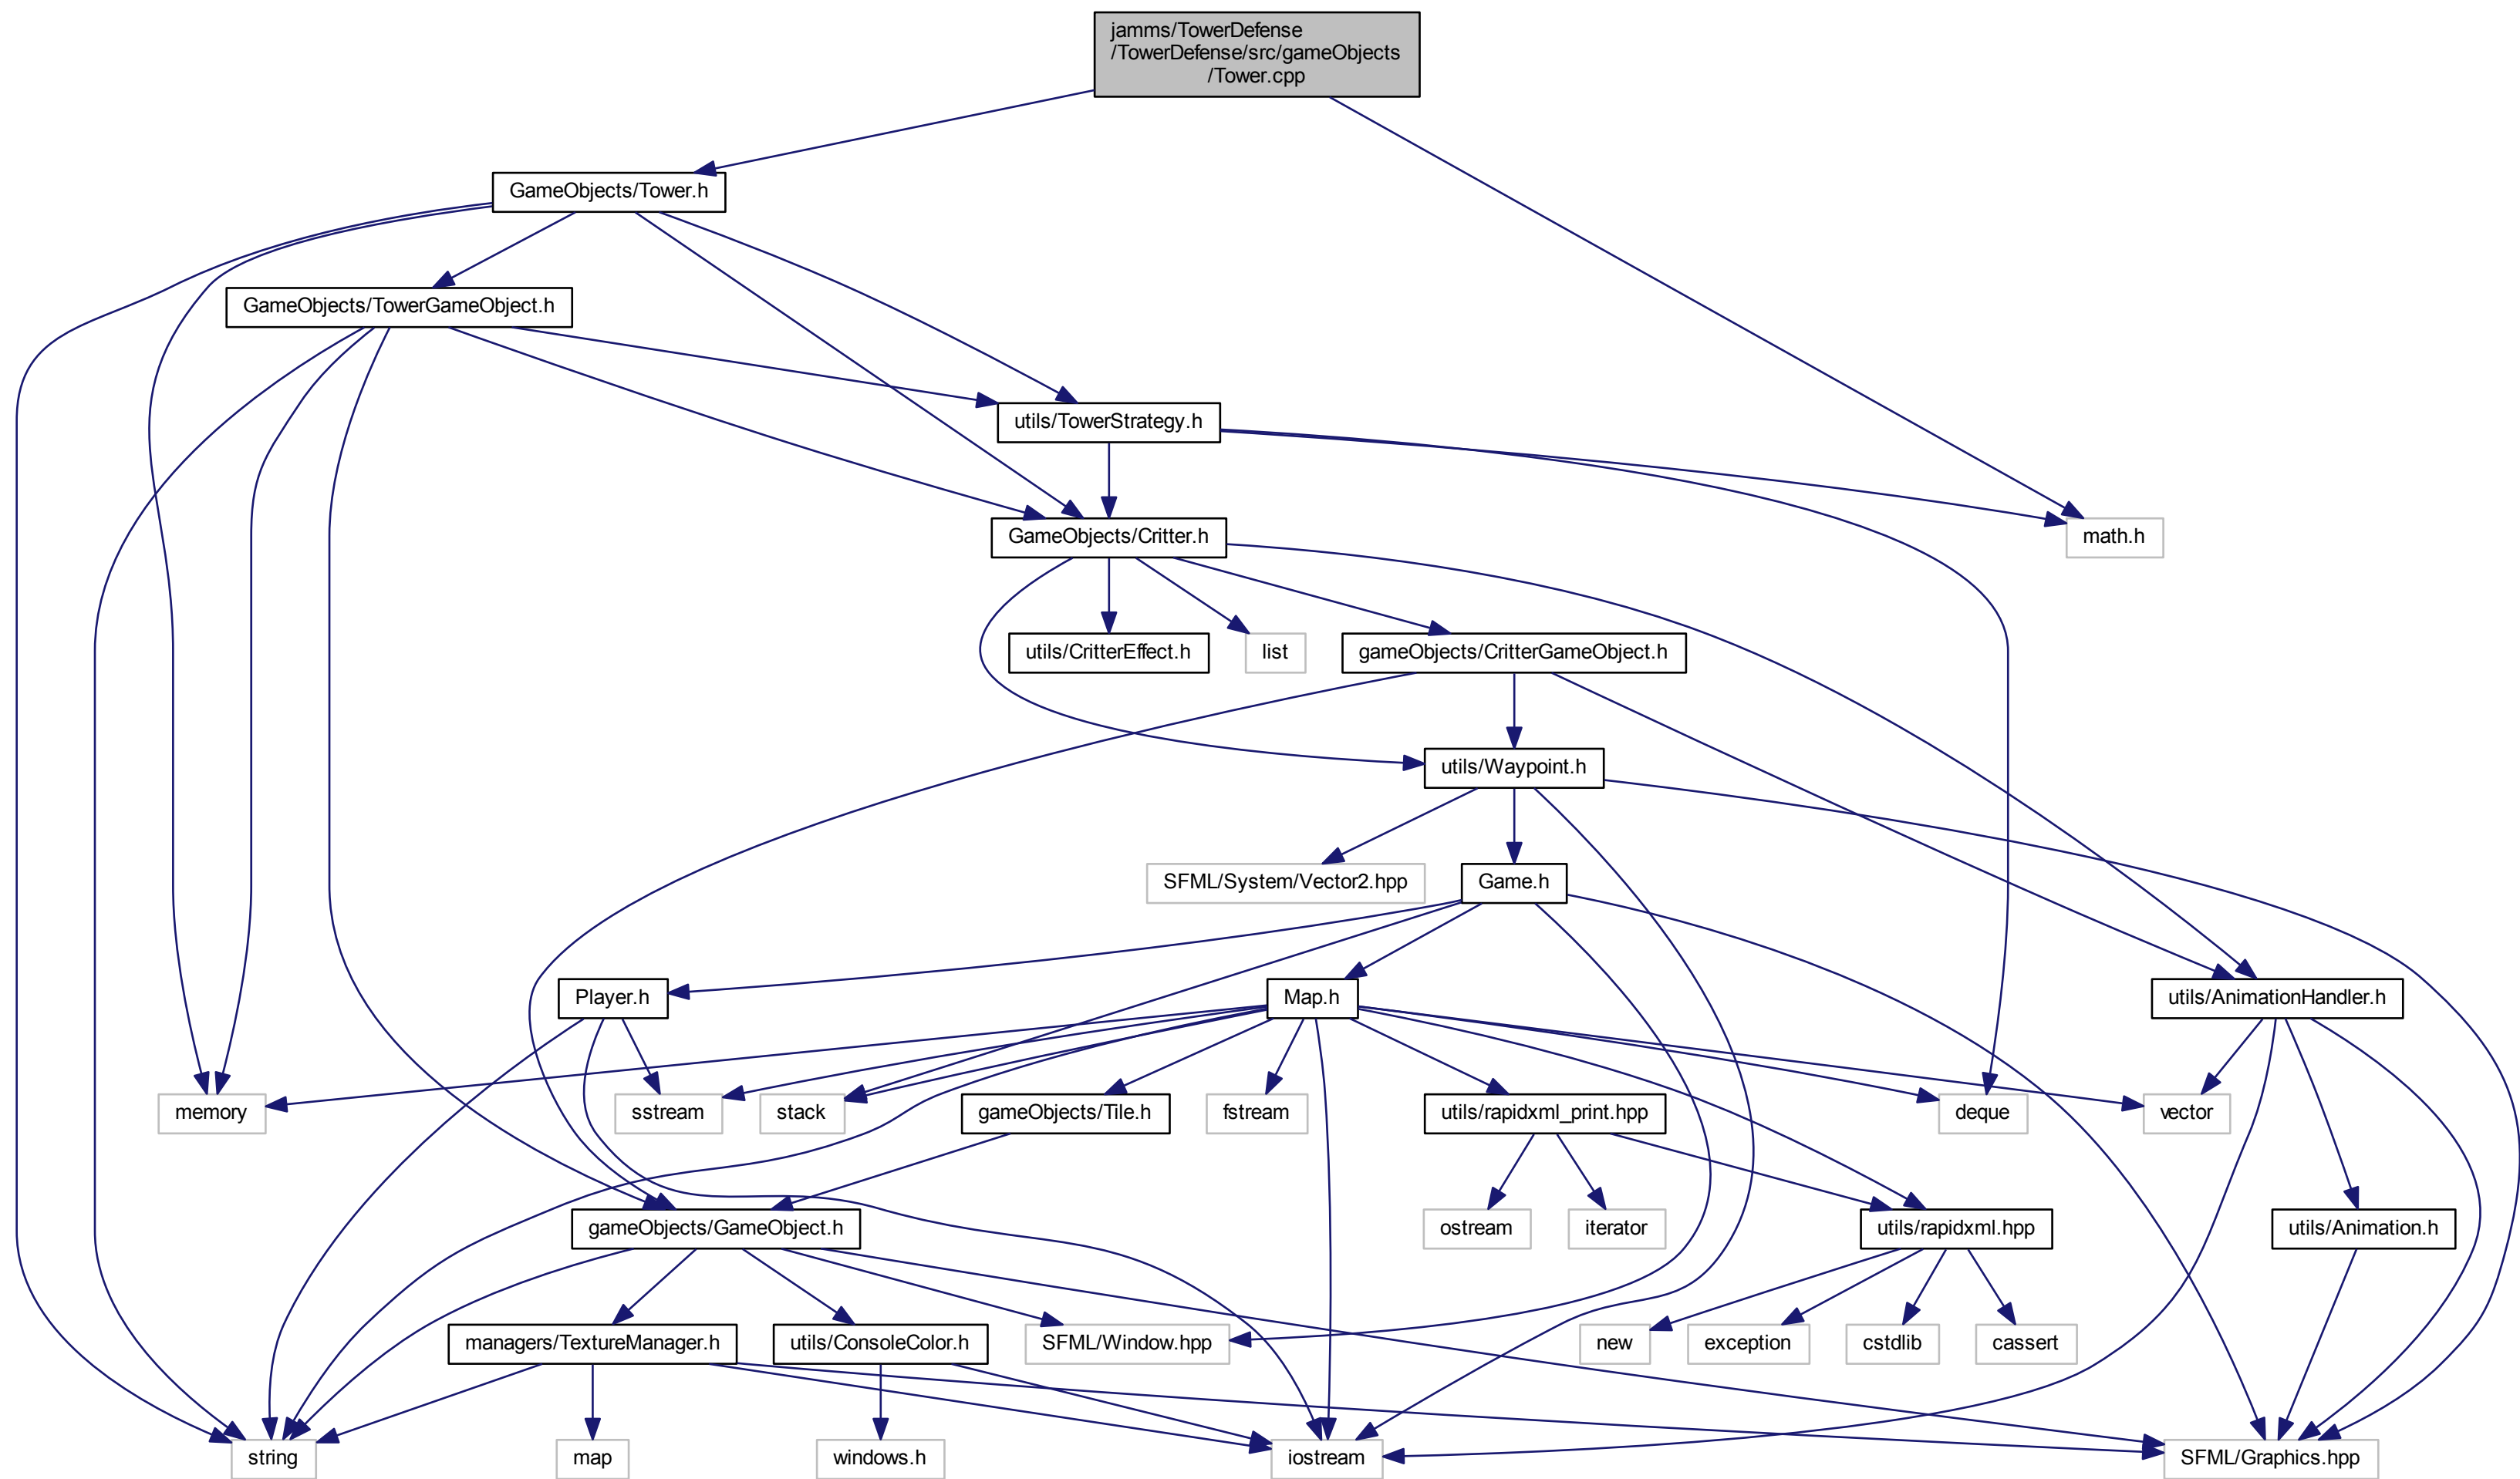 jamms/TowerDefense
/TowerDefense/src/gameObjects
/Tower.cpp
GameObjects/Tower.h
GameObjects/TowerGameObject.h
utils/TowerStrategy.h
GameObjects/Critter.h
math.h
utils/CritterEffect.h
list
gameObjects/CritterGameObject.h
utils/Waypoint.h
SFML/System/Vector2.hpp
Game.h
Player.h
Map.h
utils/AnimationHandler.h
memory
sstream
stack
gameObjects/Tile.h
fstream
utils/rapidxml_print.hpp
deque
vector
gameObjects/GameObject.h
ostream
iterator
utils/rapidxml.hpp
utils/Animation.h
managers/TextureManager.h
utils/ConsoleColor.h
SFML/Window.hpp
new
exception
cstdlib
cassert
string
map
windows.h
iostream
SFML/Graphics.hpp